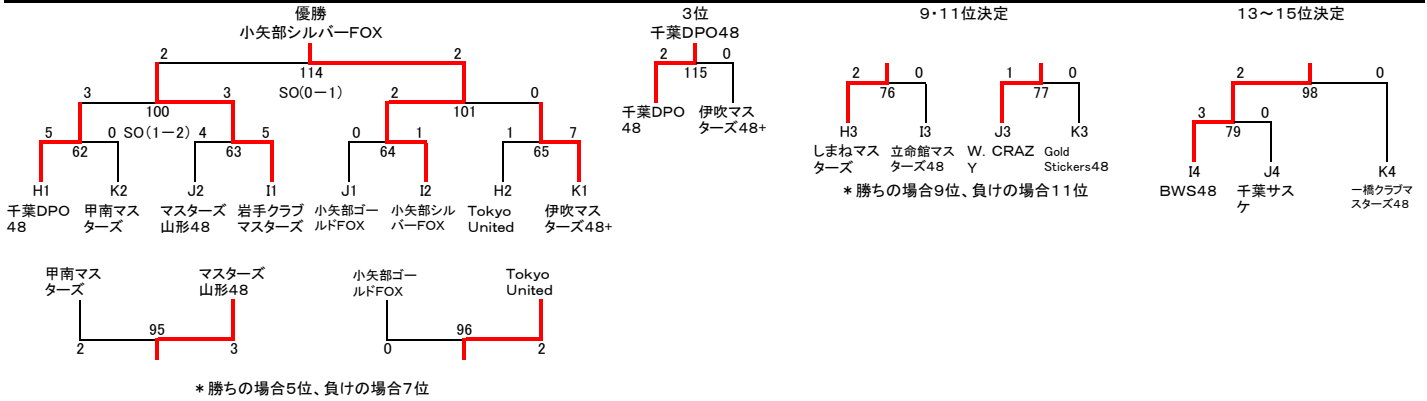 優勝
小矢部シルバーFOX
2 2
114
SO(0－1)
3 3 2 0
100 101
SO(1－2)
5 0 4 5 0 1 1 7
62 63 64 65
H1 K2 J2 I1 J1 I2 H2 K1
千葉DPO 甲南マス マスターズ 岩手クラブ 小矢部ゴー 小矢部シル Tokyo 伊吹マス
48 ターズ 山形48 マスターズ ルドFOX バーFOX United ターズ48+
甲南マス マスターズ 小矢部ゴー Tokyo
ターズ 山形48 ルドFOX United
95 96
2 3 0 2
＊勝ちの場合5位、負けの場合7位
3位
千葉DPO48
2 0
115
千葉DPO 伊吹マス
48 ターズ48+
9・11位決定
2 0 1 0
76 77
H3 I3 J3 K3
しまねマス 立命館マス W. CRAZ Gold
ターズ ターズ48 Y Stickers48
＊勝ちの場合9位、負けの場合11位
13～15位決定
2 0
98
3 0
79
I4 J4 K4
BWS48 千葉サス 一橋クラブマ
ケ スターズ48